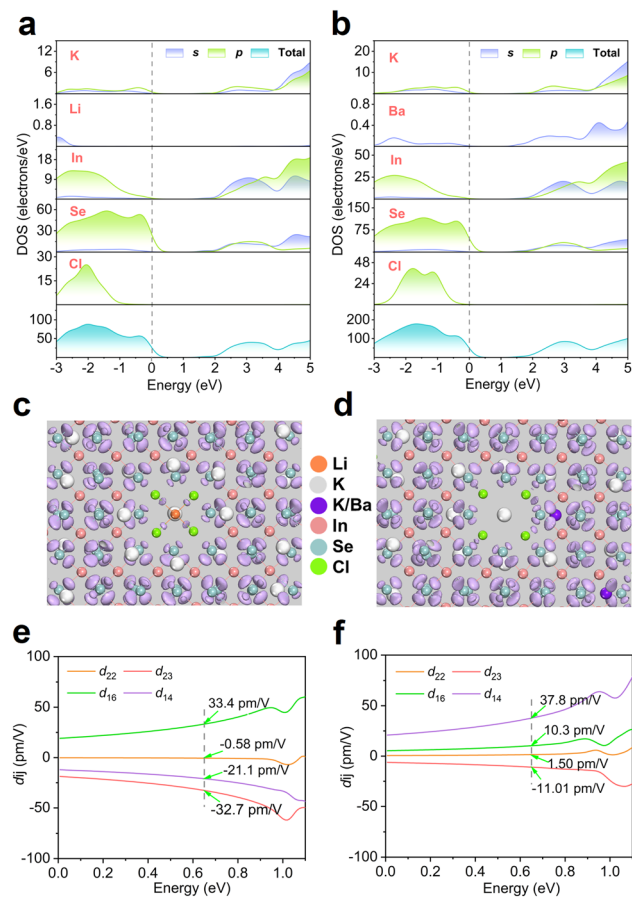 a
s p Total
K
12
6
Li
1.6
0.8
In
18
9
Se
60
30
Cl
30
15
100
50
DOS (electrons/eV)
-3 -2 -1 0 1 2 3 4 5
Energy (eV)
b
s p Total
K
20
10
Ba
0.8
0.4
In
50
25
Se
150
75
Cl
48
24
200
100
DOS (electrons/eV)
-3 -2 -1 0 1 2 3 4 5
Energy (eV)
c
d
Li
K
K/Ba
In
Se
Cl
e
d22 d23
d16 d14
100
50
0
-50
-100
33.4 pm/V
-0.58 pm/V
-21.1 pm/V
-32.7 pm/V
dij (pm/V)
0.0 0.2 0.4 0.6 0.8 1.0
Energy (eV)
f
d22 d23
d16 d14
100
50
0
-50
-100
37.8 pm/V
10.3 pm/V
1.50 pm/V
-11.01 pm/V
dij (pm/V)
0.0 0.2 0.4 0.6 0.8 1.0
Energy (eV)